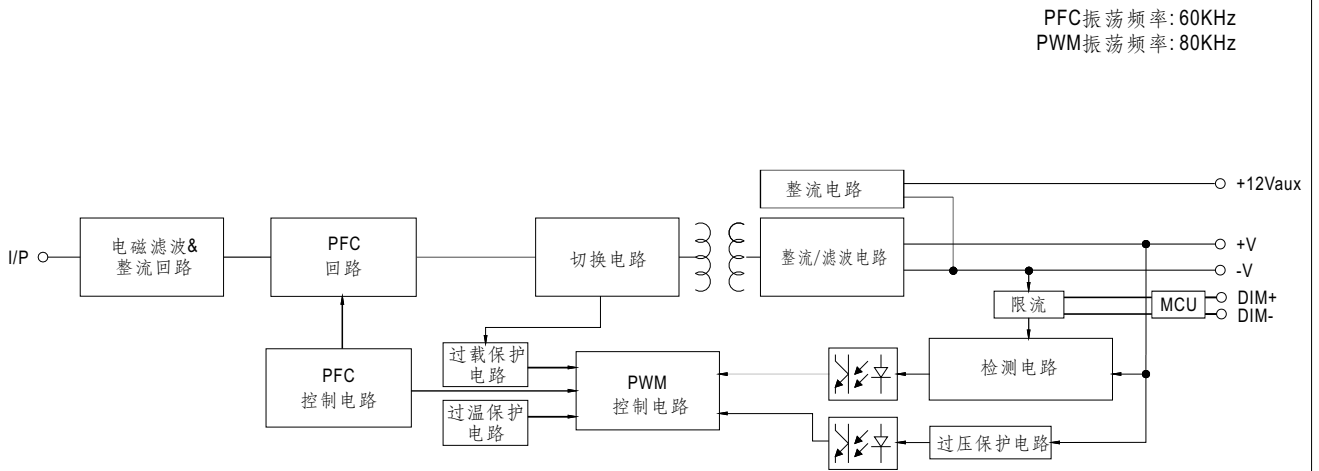 PFC振荡频率: 60KHz
PWM振荡频率: 80KHz
整流电路
+12Vaux
I/P
电磁滤波&
整流回路
PFC
回路
切换电路
整流/滤波电路
+V
-V
限流
MCU
DIM+
DIM-
PFC
控制电路
过载保护
电路
过温保护
电路
PWM
控制电路
检测电路
过压保护电路